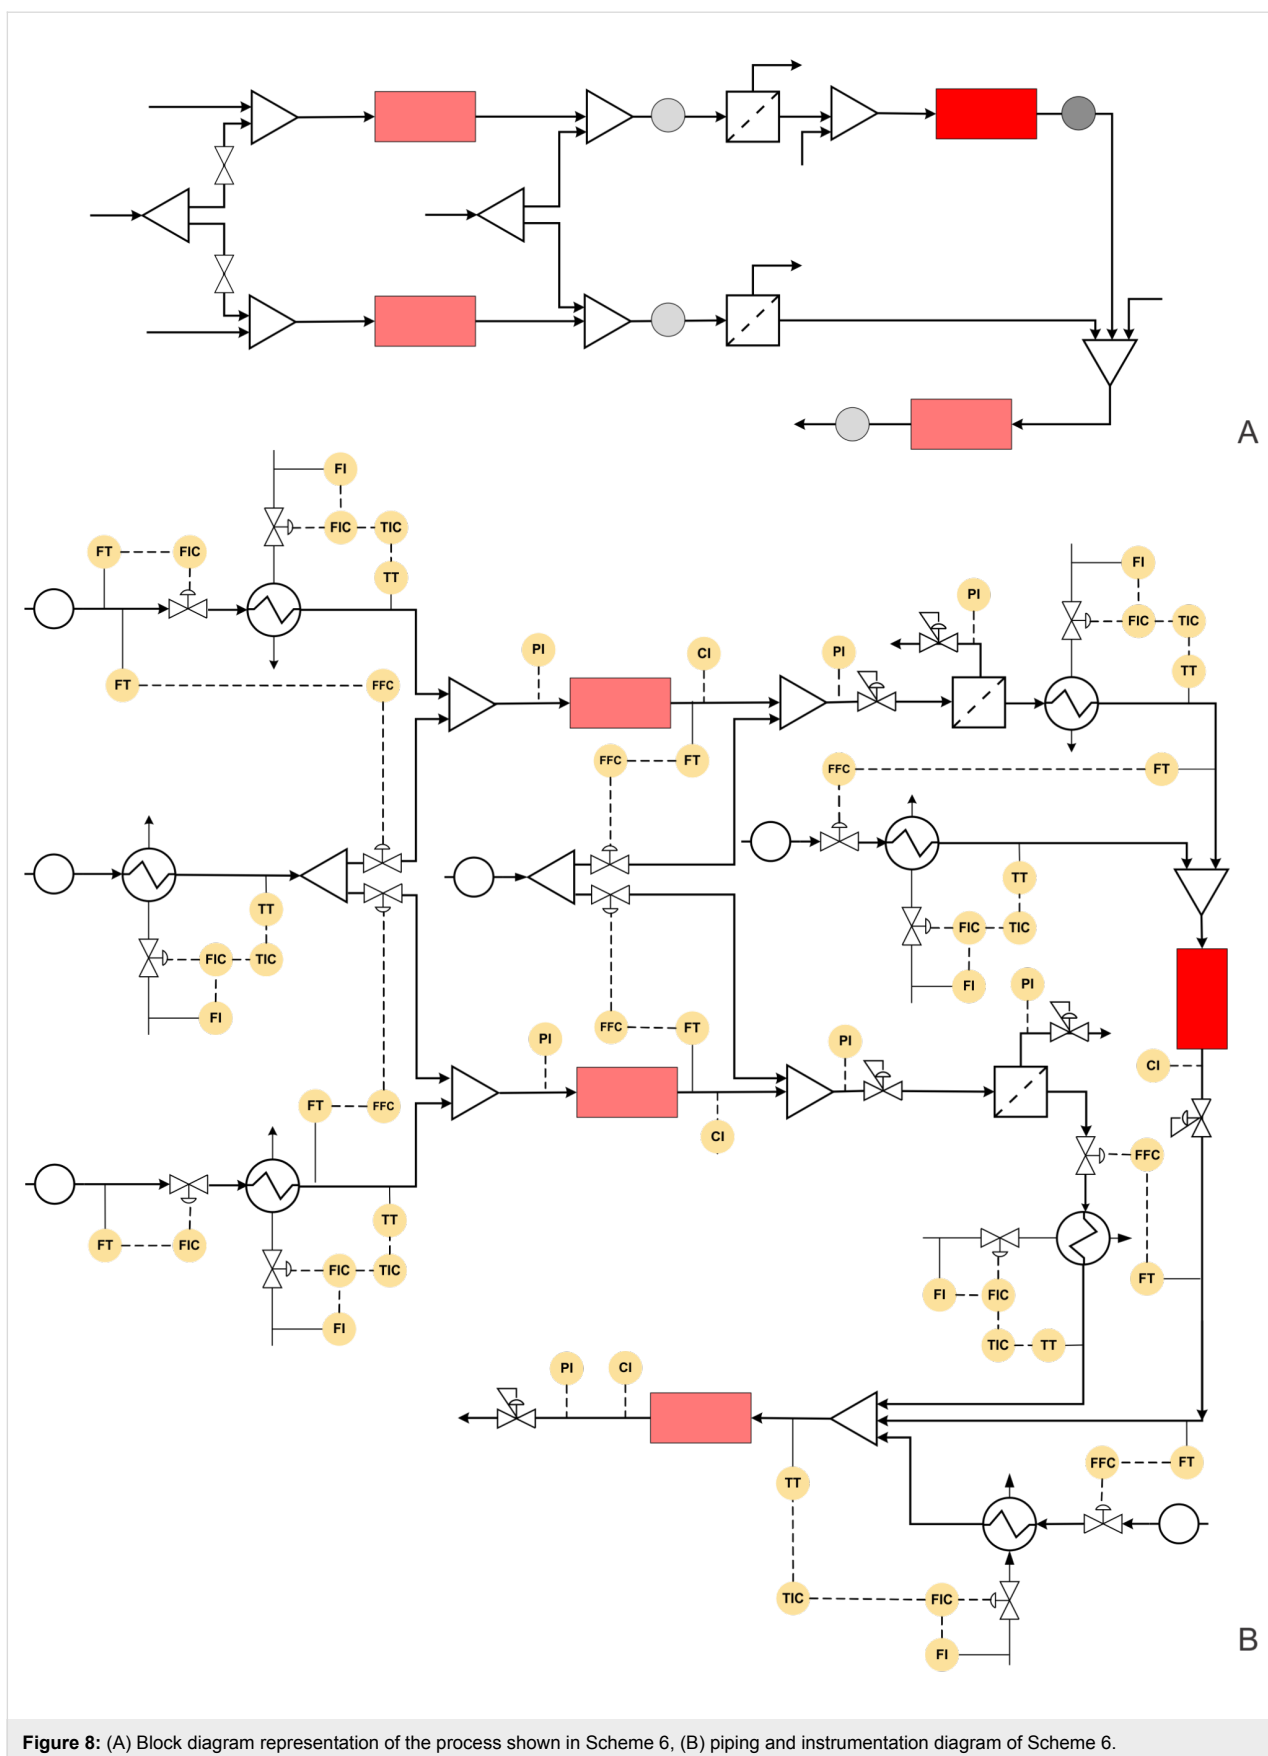 A
FI
FIC TIC
FT FIC
TT
FI
PI
FIC TIC
PI CI PI
TT
FT FFC
FFC FT
FFC FT
TT
TT
FIC TIC
FIC TIC
FI
PI
FI
FFC FT
PI PI
CI
FT FFC
CI
FFC
TT
FT FIC
FIC TIC
FT
FI FIC
FI
TIC TT
PI CI
FFC FT
TT
TIC FIC
B
FI
Figure 8: (A) Block diagram representation of the process shown in Scheme 6, (B) piping and instrumentation diagram of Scheme 6.